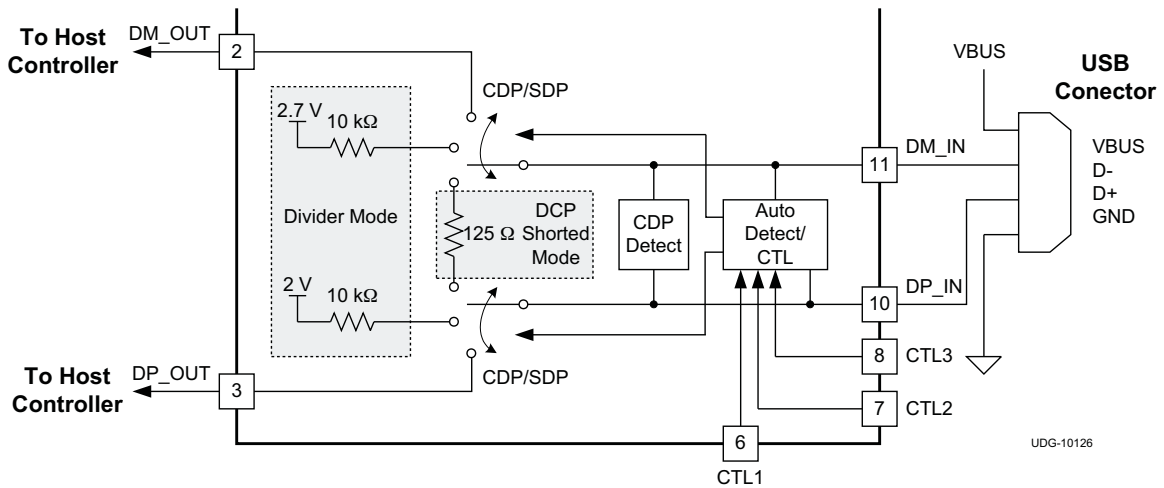 To Host
Controller
DM_OUT
2
CDP/SDP
2.7 V
10 kΩ
Divider Mode
125 Ω
DCP
Shorted
Mode
2 V
10 kΩ
CDP/SDP
To Host
Controller
DP_OUT
3
CDP
Detect
Auto
Detect/
CTL
11
DM_IN
10
DP_IN
8
CTL3
7
CTL2
6
CTL1
VBUS
USB
Conector
VBUS
D-
D+
GND
UDG-10126